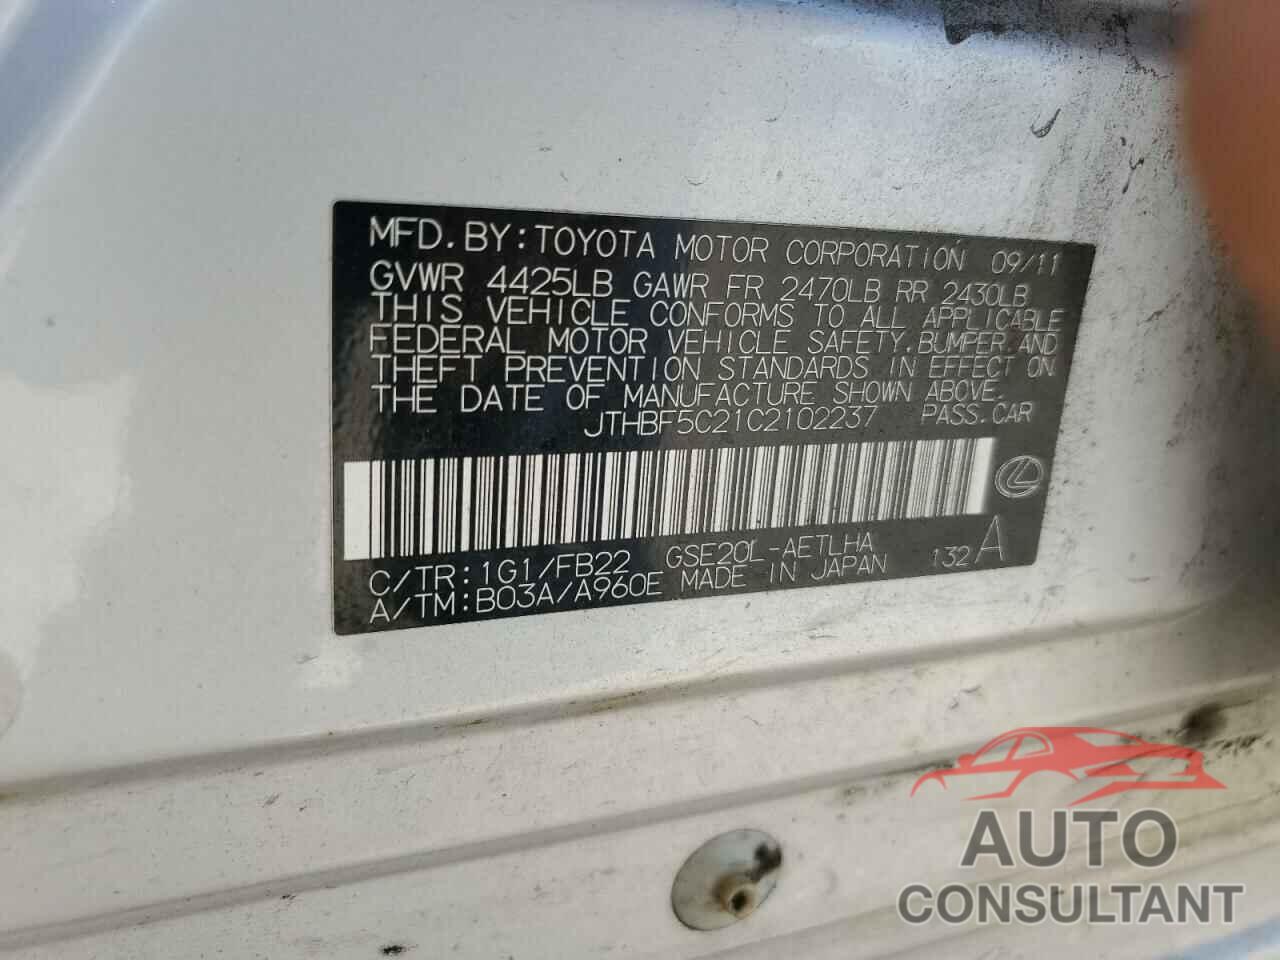 MFD. BY: TOYOTA MOTOR CORPORATION 09/11
GVWR 4425LB GAWR FR 2470LB RR 2430LB
THIS VEHICLE CONFORMS TO ALL APPLICABLE
FEDERAL MOTOR VEHICLE SAFETY, BUMPER AND
THEFT PREVENTION STANDARDS IN EFFECT ON
THE DATE OF MANUFACTURE SHOWN ABOVE.
JTHBF5C21C2102237 PASS. CAR
C/TR: 1G1/FB22 GSE20L-AETLHA
A/TM: B03A/A960E MADE IN JAPAN 132 A
AUTO
CONSULTANT